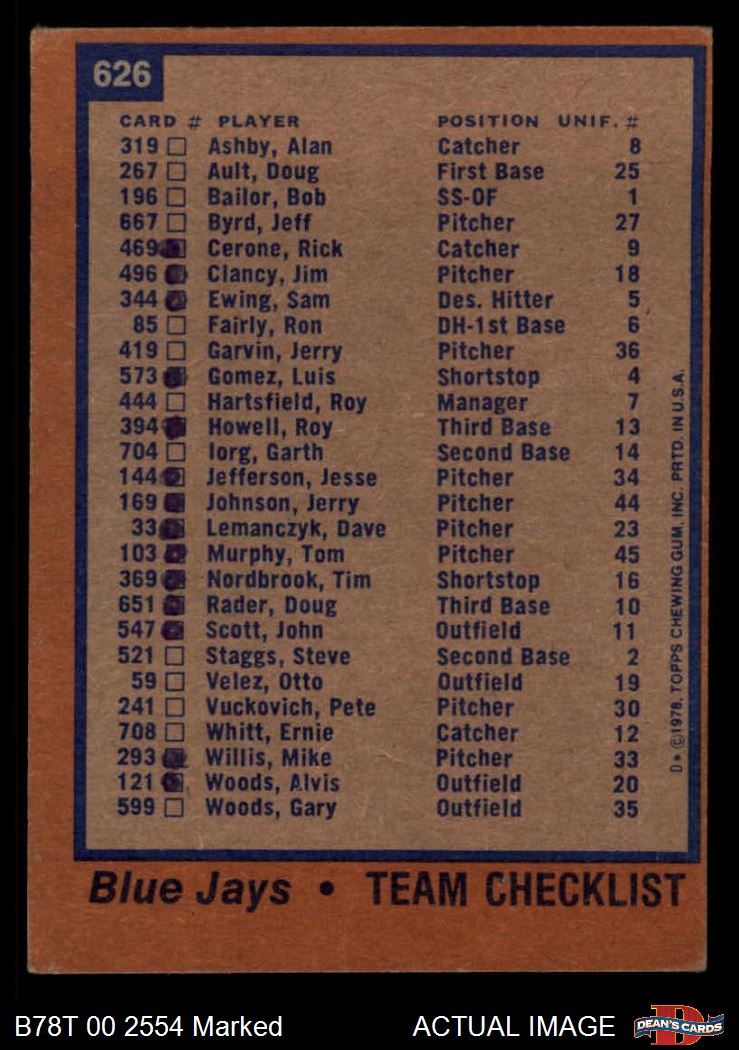 626
CARD # PLAYER POSITION UNIF. #
319 Ashby, Alan Catcher 8
267 Ault, Doug First Base 25
196 Bailor, Bob SS-OF 1
667 Byrd, Jeff Pitcher 27
469 Cerone, Rick Catcher 9
496 Clancy, Jim Pitcher 18
344 Ewing, Sam Des. Hitter 5
85 Fairly, Ron DH-1st Base 6
419 Garvin, Jerry Pitcher 36
573 Gomez, Luis Shortstop 4
444 Hartsfield, Roy Manager 7
394 Howell, Roy Third Base 13
704 Iorg, Garth Second Base 14
144 Jefferson, Jesse Pitcher 34
169 Johnson, Jerry Pitcher 44
33 Lemanczyk, Dave Pitcher 23
103 Murphy, Tom Pitcher 45
369 Nordbrook, Tim Shortstop 16
651 Rader, Doug Third Base 10
547 Scott, John Outfield 11
521 Staggs, Steve Second Base 2
59 Velez, Otto Outfield 19
241 Vuckovich, Pete Pitcher 30
708 Whitt, Ernie Catcher 12
293 Willis, Mike Pitcher 33
121 Woods, Alvis Outfield 20
599 Woods, Gary Outfield 35
D* ©1978, TOPPS CHEWING GUM, INC. PRTD. IN U.S.A.
Blue Jays • TEAM CHECKLIST
B78T 00 2554 Marked ACTUAL IMAGE
D
DEAN'S CARDS